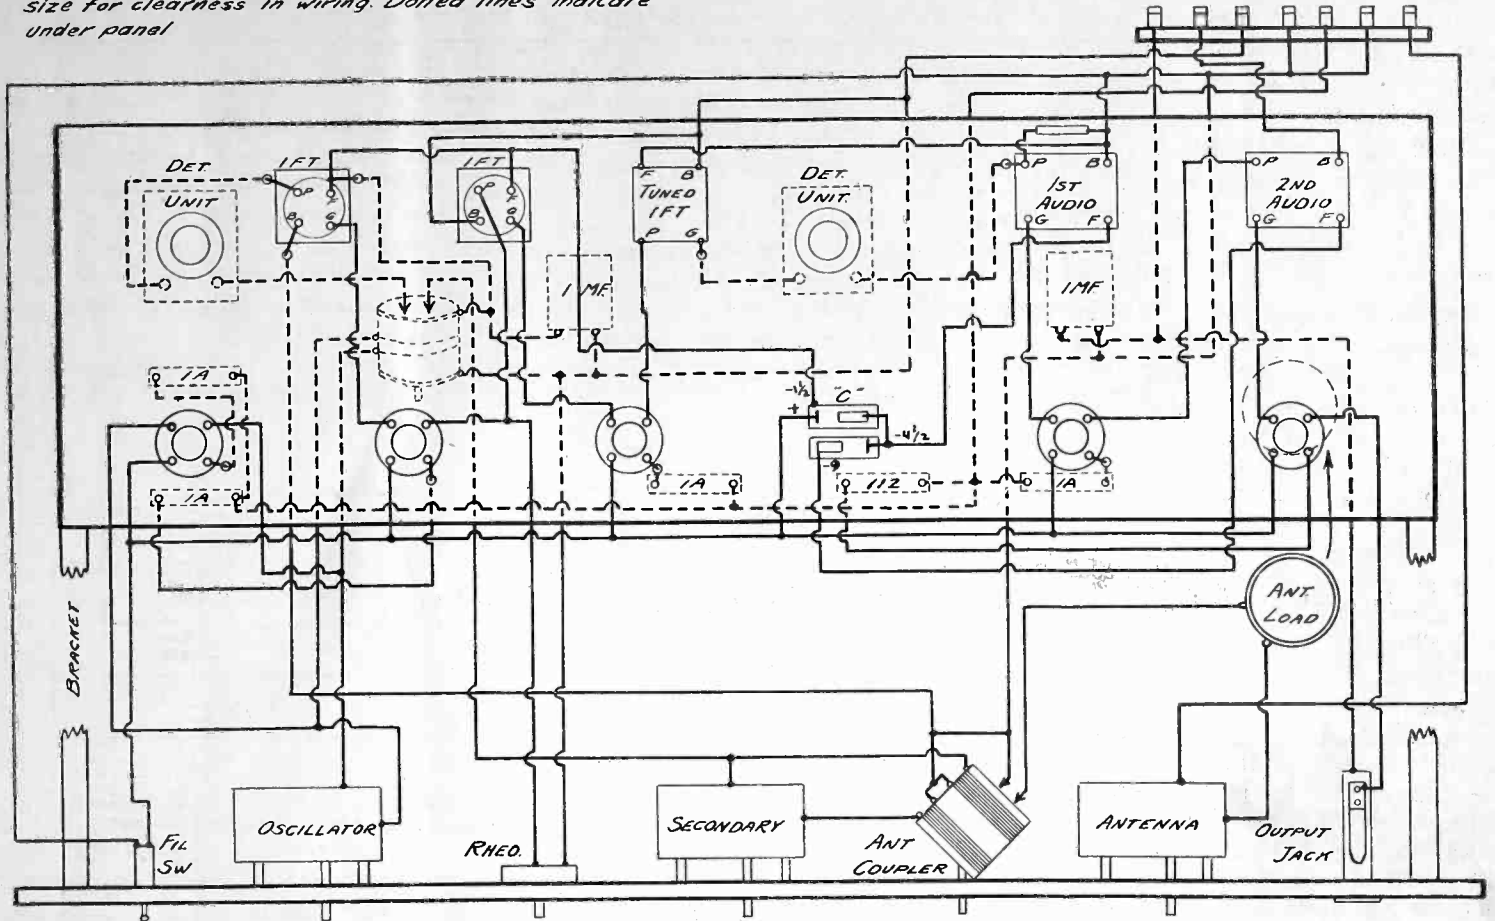 size for clearness in wiring. Dotted lines indicate
under panel
DET.
UNIT
IFT
P
B
G
IFT
P
B
G
F B
TUNED
IFT
P G
DET.
UNIT.
P B
1ST
AUDIO
G F
P B
2ND
AUDIO
G F
1 MF.
1 MF.
1A
-1½
+
"C"
-4½
-9
1A
1A
112
1A
BRACKET
ANT.
LOAD
FIL
SW
OSCILLATOR
RHEO.
SECONDARY
ANT
COUPLER
ANTENNA
OUTPUT
JACK